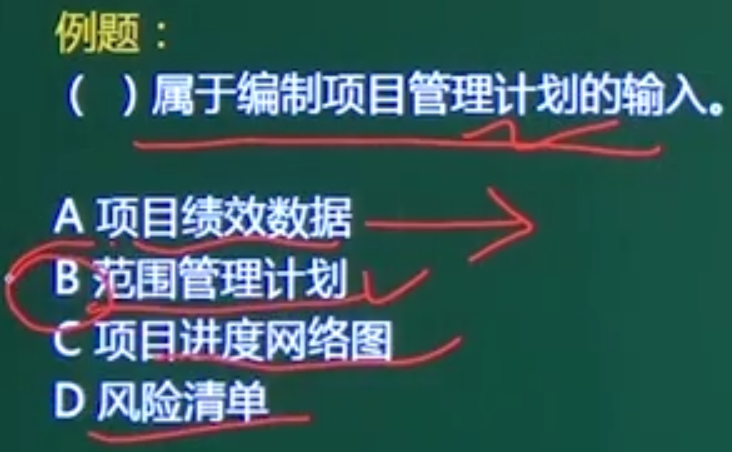 例题：
（ ）属于编制项目管理计划的输入。
A 项目绩效数据
B 范围管理计划
C 项目进度网络图
D 风险清单